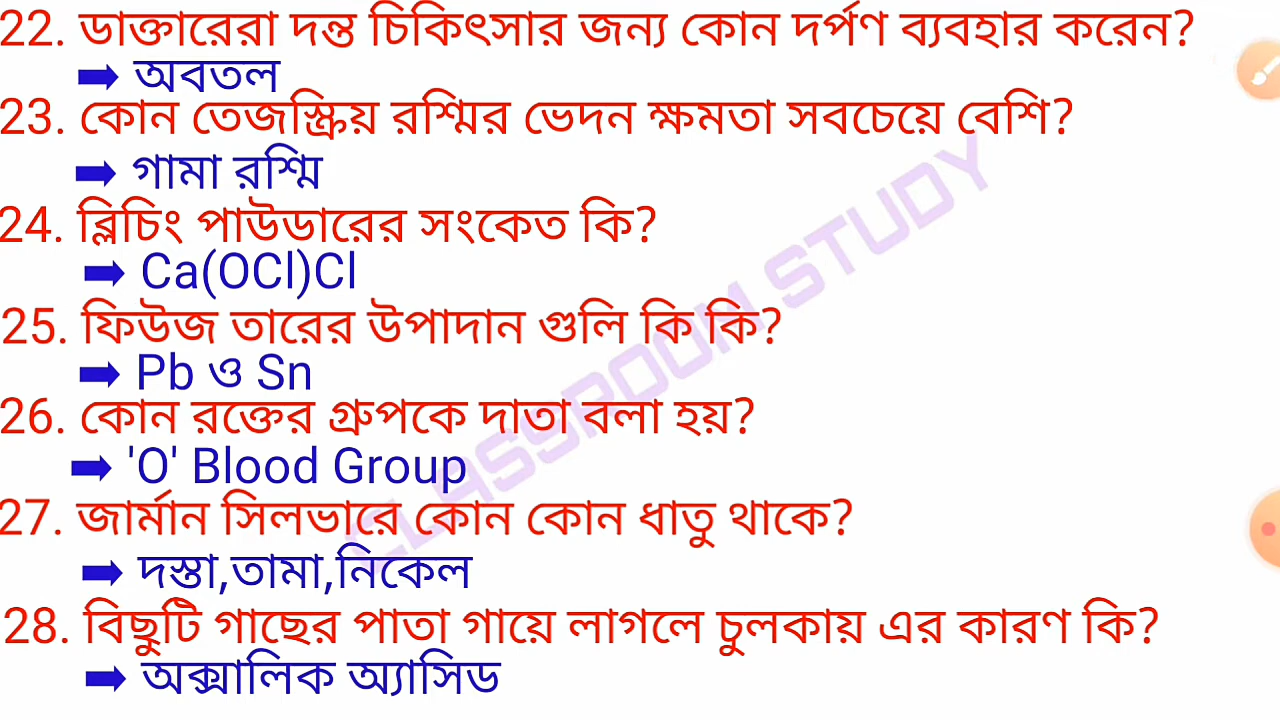 22. ডাক্তারেরা দন্ত চিকিৎসার জন্য কোন দর্পণ ব্যবহার করেন?
➡ অবতল
23. কোন তেজস্ক্রিয় রশ্মির ভেদন ক্ষমতা সবচেয়ে বেশি?
➡ গামা রশ্মি
24. ব্লিচিং পাউডারের সংকেত কি?
➡ Ca(OCl)Cl
25. ফিউজ তারের উপাদান গুলি কি কি?
➡ Pb ও Sn
26. কোন রক্তের গ্রুপকে দাতা বলা হয়?
➡ 'O' Blood Group
27. জার্মান সিলভারে কোন কোন ধাতু থাকে?
➡ দস্তা,তামা,নিকেল
28. বিছুটি গাছের পাতা গায়ে লাগলে চুলকায় এর কারণ কি?
➡ অক্সালিক অ্যাসিড
CLASSROOM STUDY